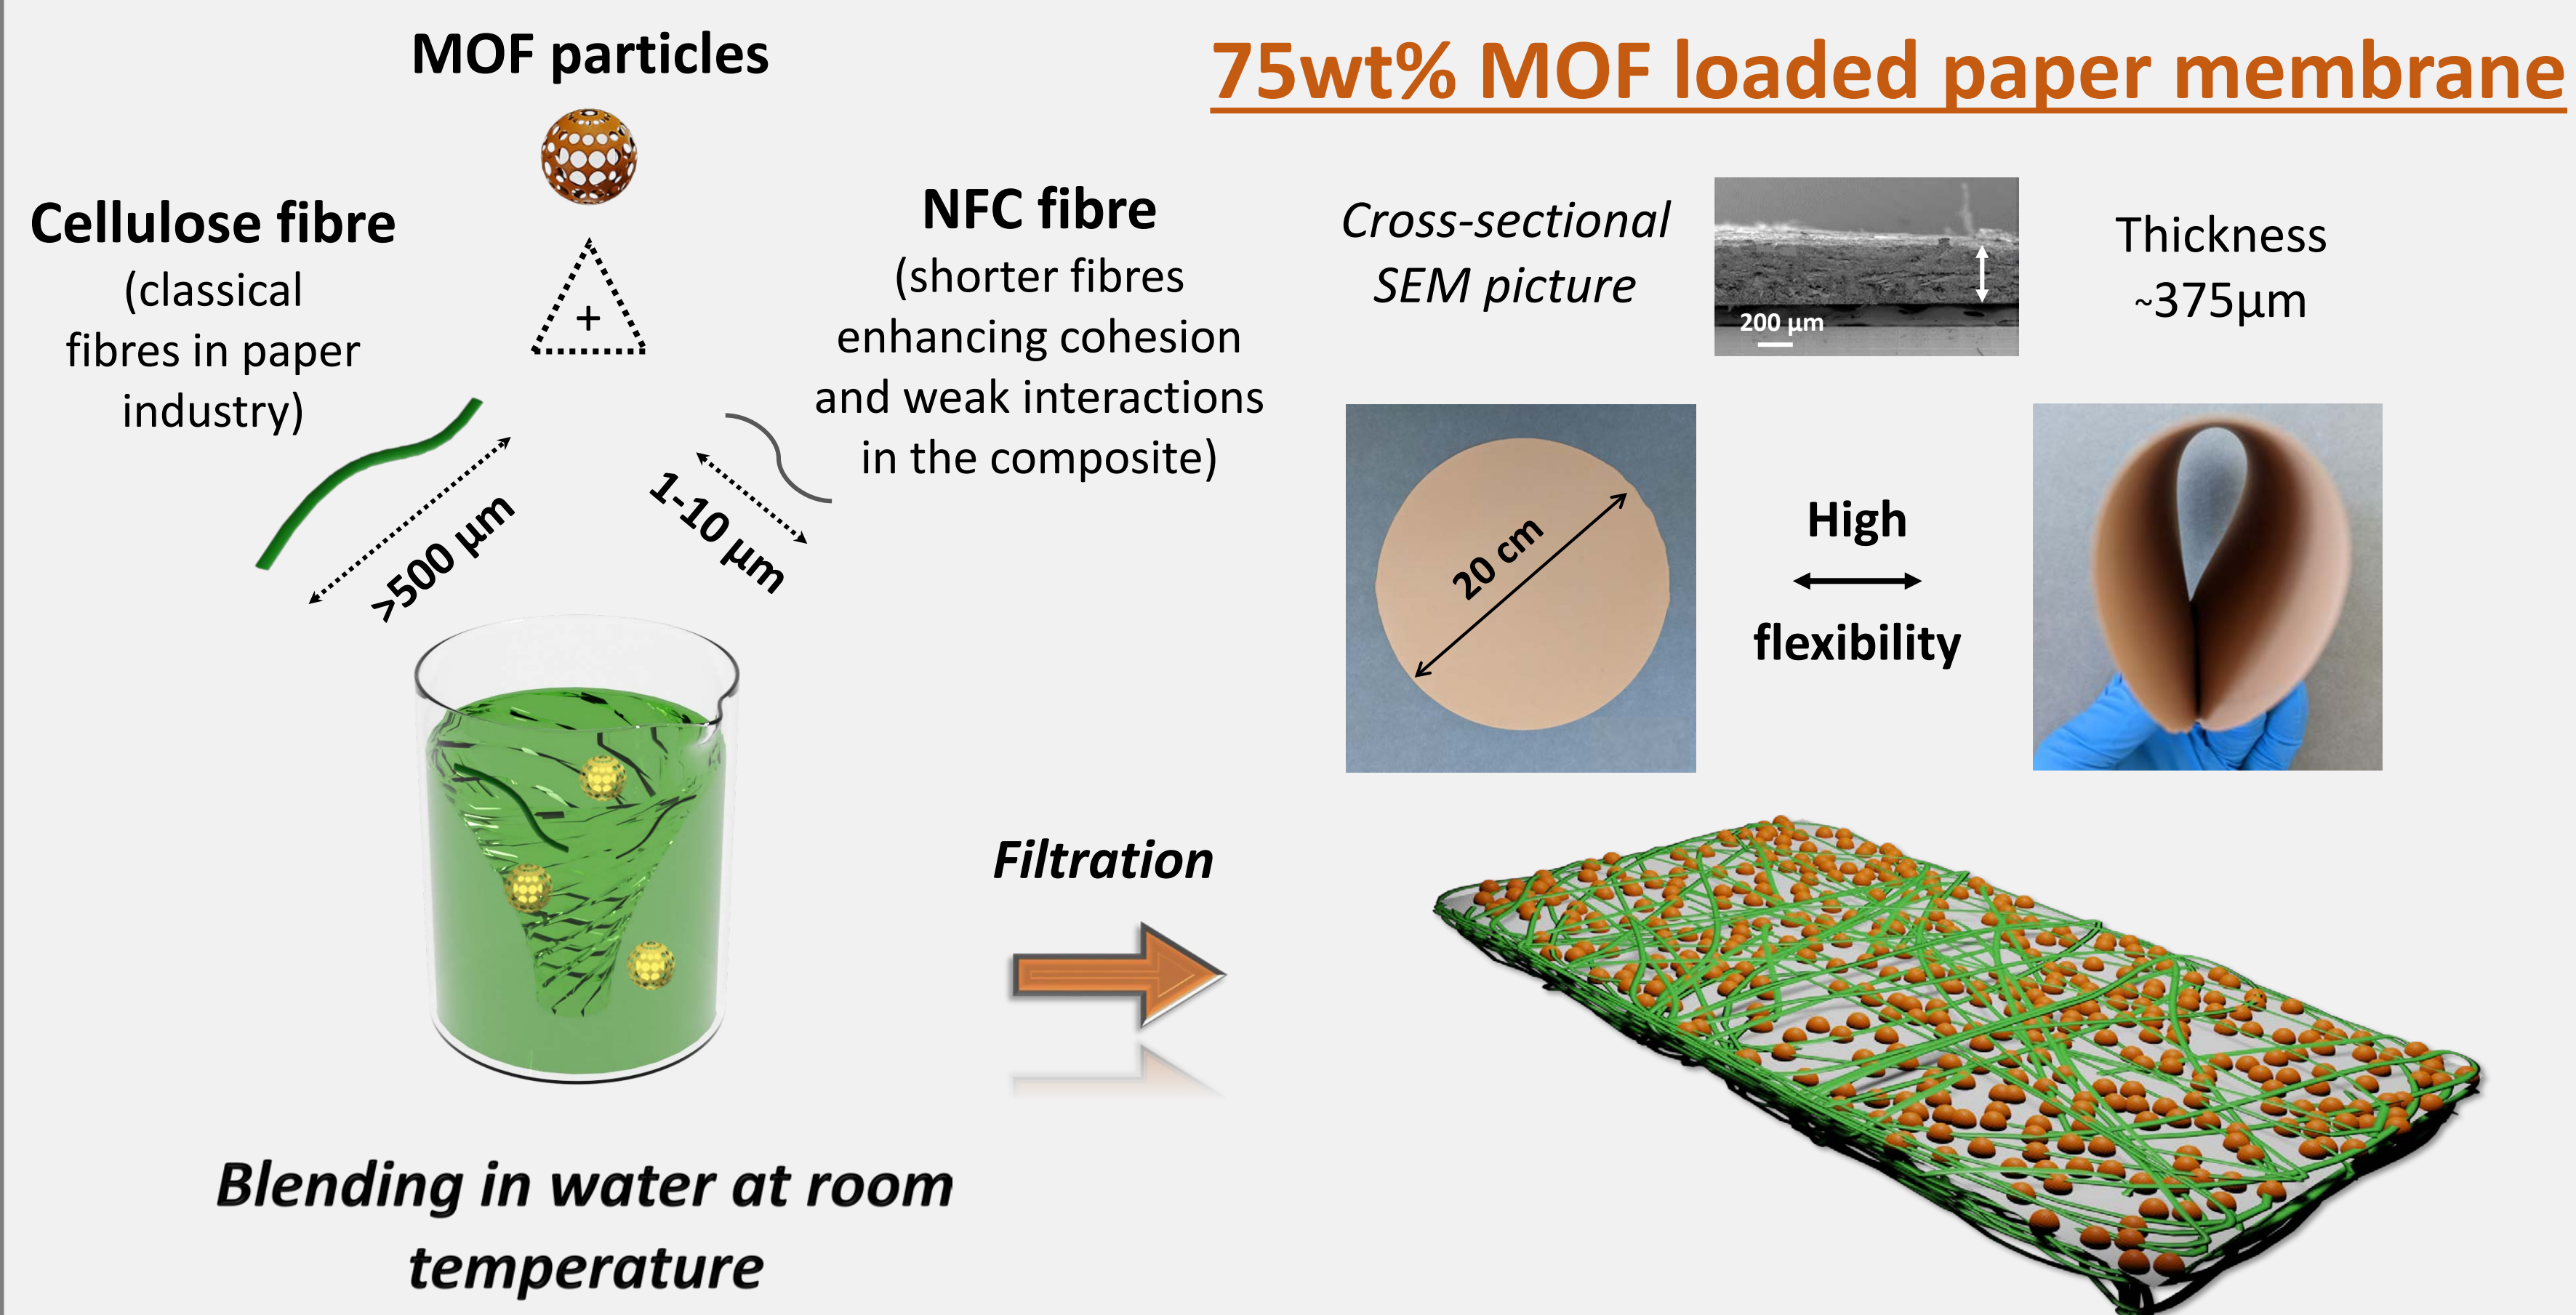 MOF particles
75wt% MOF loaded paper membrane
Cellulose fibre
(classical
fibres in paper
industry)
NFC fibre
(shorter fibres
enhancing cohesion
and weak interactions
in the composite)
+
>500 µm
1-10 µm
Cross-sectional
SEM picture
200 µm
Thickness
~375µm
20 cm
High
flexibility
Filtration
Blending in water at room
temperature